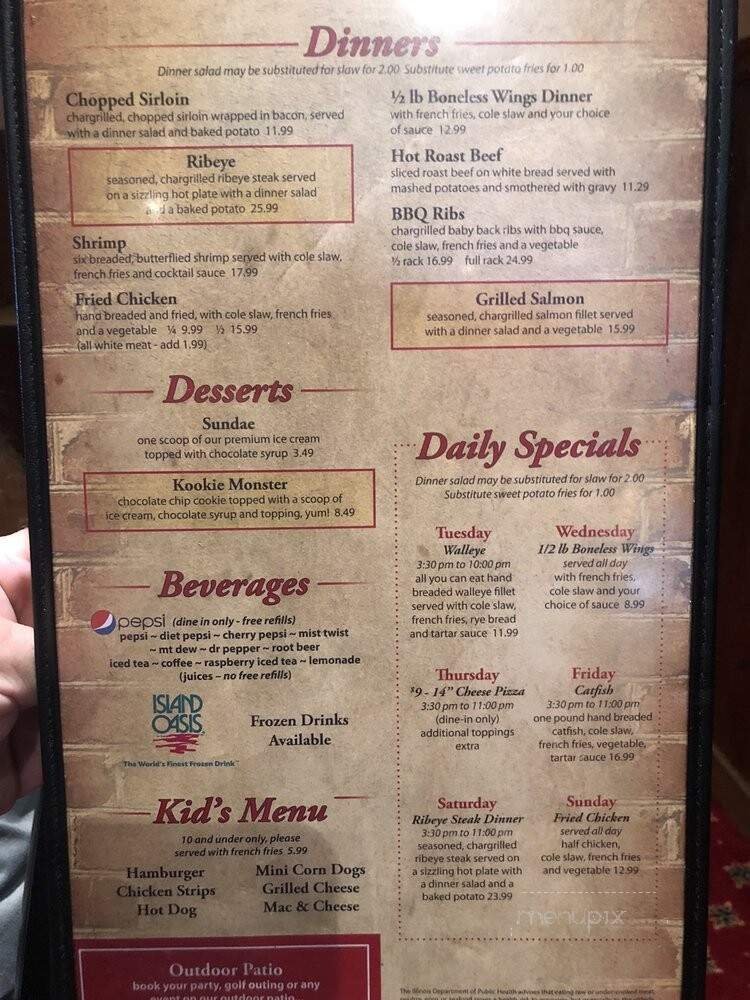 Dinners
Dinner salad may be substituted for slaw for 2.00 Substitute sweet potato fries for 1.00
Chopped Sirloin
chargrilled, chopped sirloin wrapped in bacon, served
with a dinner salad and baked potato 11.99
Ribeye
seasoned, chargrilled ribeye steak served
on a sizzling hot plate with a dinner salad
and a baked potato 25.99
Shrimp
six breaded, butterflied shrimp served with cole slaw,
french fries and cocktail sauce 17.99
Fried Chicken
hand breaded and fried, with cole slaw, french fries
and a vegetable ¼ 9.99 ½ 15.99
(all white meat - add 1.99)
½ lb Boneless Wings Dinner
with french fries, cole slaw and your choice
of sauce 12.99
Hot Roast Beef
sliced roast beef on white bread served with
mashed potatoes and smothered with gravy 11.29
BBQ Ribs
chargrilled baby back ribs with bbq sauce,
cole slaw, french fries and a vegetable
½ rack 16.99 full rack 24.99
Grilled Salmon
seasoned, chargrilled salmon fillet served
with a dinner salad and a vegetable 15.99
Desserts
Sundae
one scoop of our premium ice cream
topped with chocolate syrup 3.49
Kookie Monster
chocolate chip cookie topped with a scoop of
ice cream, chocolate syrup and topping, yum! 8.49
Beverages
pepsi (dine in only - free refills)
pepsi ~ diet pepsi ~ cherry pepsi ~ mist twist
~ mt dew ~ dr pepper ~ root beer
iced tea ~ coffee ~ raspberry iced tea ~ lemonade
(juices – no free refills)
ISLAND
OASIS
The World's Finest Frozen Drink
Frozen Drinks
Available
Kid's Menu
10 and under only, please
served with french fries 5.99
Hamburger
Chicken Strips
Hot Dog
Mini Corn Dogs
Grilled Cheese
Mac & Cheese
Outdoor Patio
book your party, golf outing or any
event on our outdoor patio
Daily Specials
Dinner salad may be substituted for slaw for 2.00
Substitute sweet potato fries for 1.00
Tuesday
Walleye
3:30 pm to 10:00 pm
all you can eat hand
breaded walleye fillet
served with cole slaw,
french fries, rye bread
and tartar sauce 11.99
Wednesday
1/2 lb Boneless Wings
served all day
with french fries,
cole slaw and your
choice of sauce 8.99
Thursday
$9 - 14" Cheese Pizza
3:30 pm to 11:00 pm
(dine-in only)
additional toppings
extra
Friday
Catfish
3:30 pm to 11:00 pm
one pound hand breaded
catfish, cole slaw,
french fries, vegetable,
tartar sauce 16.99
Saturday
Ribeye Steak Dinner
3:30 pm to 11:00 pm
seasoned, chargrilled
ribeye steak served on
a sizzling hot plate with
a dinner salad and a
baked potato 23.99
Sunday
Fried Chicken
served all day
half chicken,
cole slaw, french fries
and vegetable 12.99
menupix
The Illinois Department of Public Health advises that eating raw or undercooked meat,